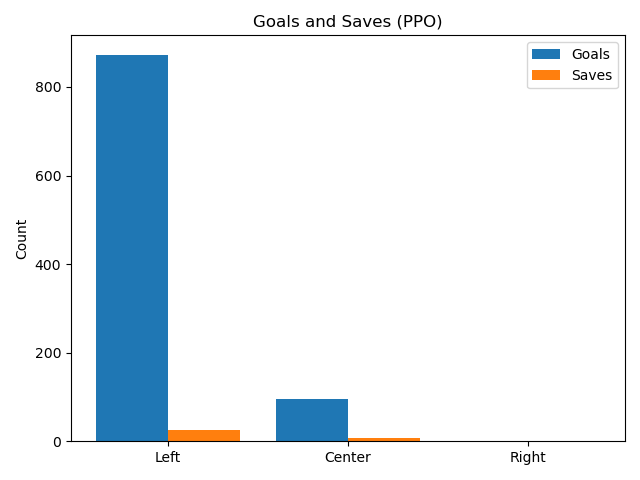 Goals and Saves (PPO)
Goals
Saves
Count
800
600
400
200
0
Left
Center
Right